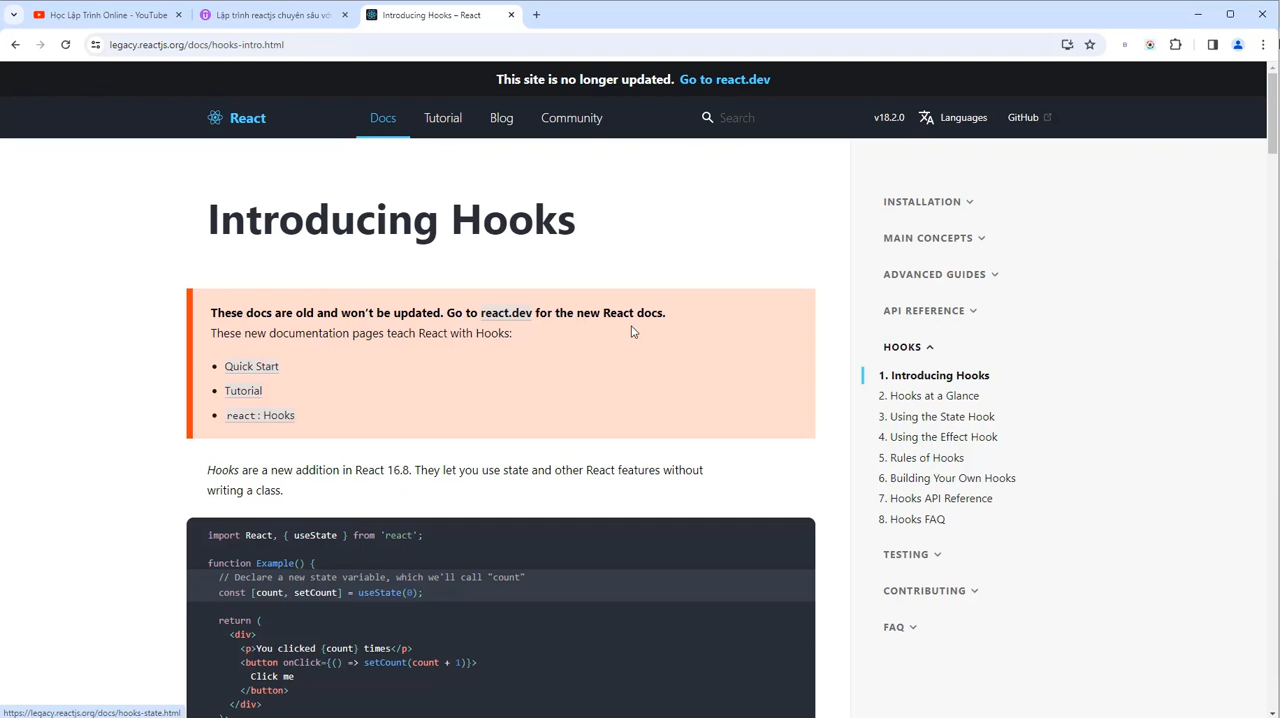 Học Lập Trình Online - YouTube
Lập trình reactjs chuyên sâu vớ
Introducing Hooks – React
legacy.reactjs.org/docs/hooks-intro.html
This site is no longer updated. Go to react.dev
React
Docs
Tutorial
Blog
Community
Search
v18.2.0
Languages
GitHub
Introducing Hooks
These docs are old and won’t be updated. Go to react.dev for the new React docs.
These new documentation pages teach React with Hooks:
Quick Start
Tutorial
react: Hooks
Hooks are a new addition in React 16.8. They let you use state and other React features without
writing a class.
import React, { useState } from 'react';
function Example() {
// Declare a new state variable, which we'll call "count"
const [count, setCount] = useState(0);
return (
<div>
<p>You clicked {count} times</p>
<button onClick={() => setCount(count + 1)}>
Click me
</button>
</div>
INSTALLATION
MAIN CONCEPTS
ADVANCED GUIDES
API REFERENCE
HOOKS
1. Introducing Hooks
2. Hooks at a Glance
3. Using the State Hook
4. Using the Effect Hook
5. Rules of Hooks
6. Building Your Own Hooks
7. Hooks API Reference
8. Hooks FAQ
TESTING
CONTRIBUTING
FAQ
https://legacy.reactjs.org/docs/hooks-state.html